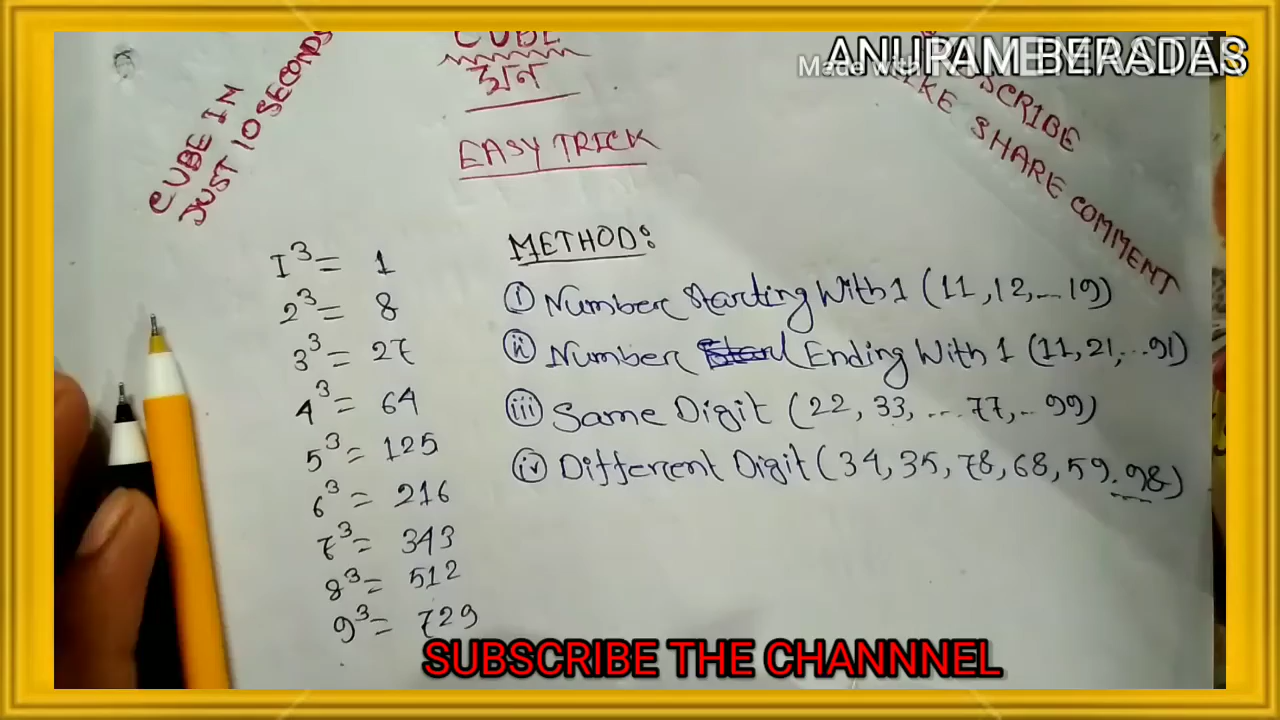 ANUPAM BERADAS
Made with
CUBE
ঘন
EASY TRICK
CUBE IN
JUST 10 SECONDS
SUBSCRIBE
LIKE SHARE COMMENT
1³ = 1
2³ = 8
3³ = 27
4³ = 64
5³ = 125
6³ = 216
7³ = 343
8³ = 512
9³ = 729
METHOD:
(i) Number Starting With 1 (11, 12, ... 19)
(ii) Number Ending With 1 (11, 21, ... 91)
(iii) Same Digit (22, 33, ... 77, .. 99)
(iv) Different Digit (34, 35, 78, 68, 59, 98)
SUBSCRIBE THE CHANNNEL